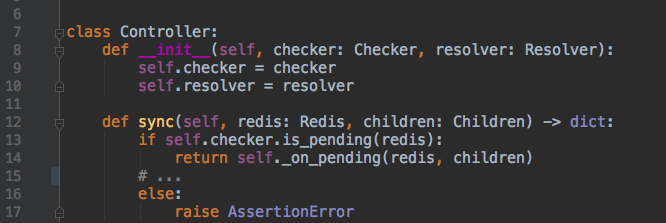 6
7 class Controller:
8     def __init__(self, checker: Checker, resolver: Resolver):
9         self.checker = checker
10         self.resolver = resolver
11
12     def sync(self, redis: Redis, children: Children) -> dict:
13         if self.checker.is_pending(redis):
14             return self._on_pending(redis, children)
15         # ...
16         else:
17             raise AssertionError